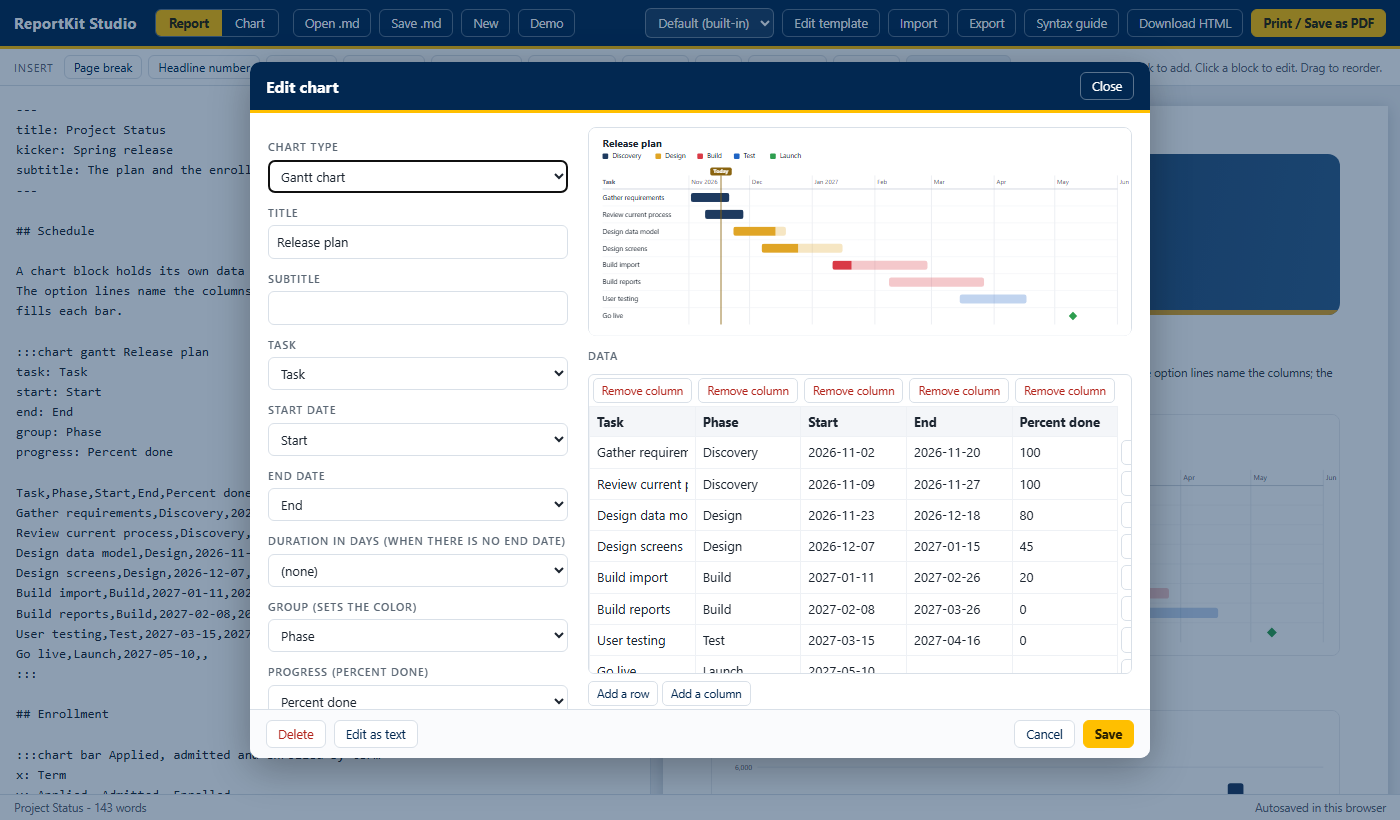 ReportKit Studio
Report
Chart
Open .md
Save .md
New
Demo
Default (built-in)
Edit template
Import
Export
Syntax guide
Download HTML
Print / Save as PDF
INSERT
Page break
Headline number
to add. Click a block to edit. Drag to reorder.
---
title: Project Status
kicker: Spring release
subtitle: The plan and the enroll
---
## Schedule
A chart block holds its own data
The option lines name the columns
fills each bar.
:::chart gantt Release plan
task: Task
start: Start
end: End
group: Phase
progress: Percent done
Task,Phase,Start,End,Percent done
Gather requirements,Discovery,202
Review current process,Discovery,
Design data model,Design,2026-11-
Design screens,Design,2026-12-07,
Build import,Build,2027-01-11,202
Build reports,Build,2027-02-08,20
User testing,Test,2027-03-15,2027
Go live,Launch,2027-05-10,,
:::
## Enrollment
:::chart bar Applied, admitted and enrolled by term
x: Term
Edit chart
Close
CHART TYPE
Gantt chart
TITLE
Release plan
SUBTITLE
TASK
Task
START DATE
Start
END DATE
End
DURATION IN DAYS (WHEN THERE IS NO END DATE)
(none)
GROUP (SETS THE COLOR)
Phase
PROGRESS (PERCENT DONE)
Percent done
Release plan
Discovery Design Build Test Launch
Today
Task Nov 2026 Dec Jan 2027 Feb Mar Apr May Jun
Gather requirements
Review current process
Design data model
Design screens
Build import
Build reports
User testing
Go live
DATA
Remove column Remove column Remove column Remove column Remove column
Task Phase Start End Percent done
Gather requirem Discovery 2026-11-02 2026-11-20 100
Review current Discovery 2026-11-09 2026-11-27 100
Design data mo Design 2026-11-23 2026-12-18 80
Design screens Design 2026-12-07 2027-01-15 45
Build import Build 2027-01-11 2027-02-26 20
Build reports Build 2027-02-08 2027-03-26 0
User testing Test 2027-03-15 2027-04-16 0
Go live Launch 2027-05-10
Add a row
Add a column
Delete
Edit as text
Cancel
Save
option lines name the columns; the
Apr May Jun
6,000
Project Status - 143 words
Autosaved in this browser